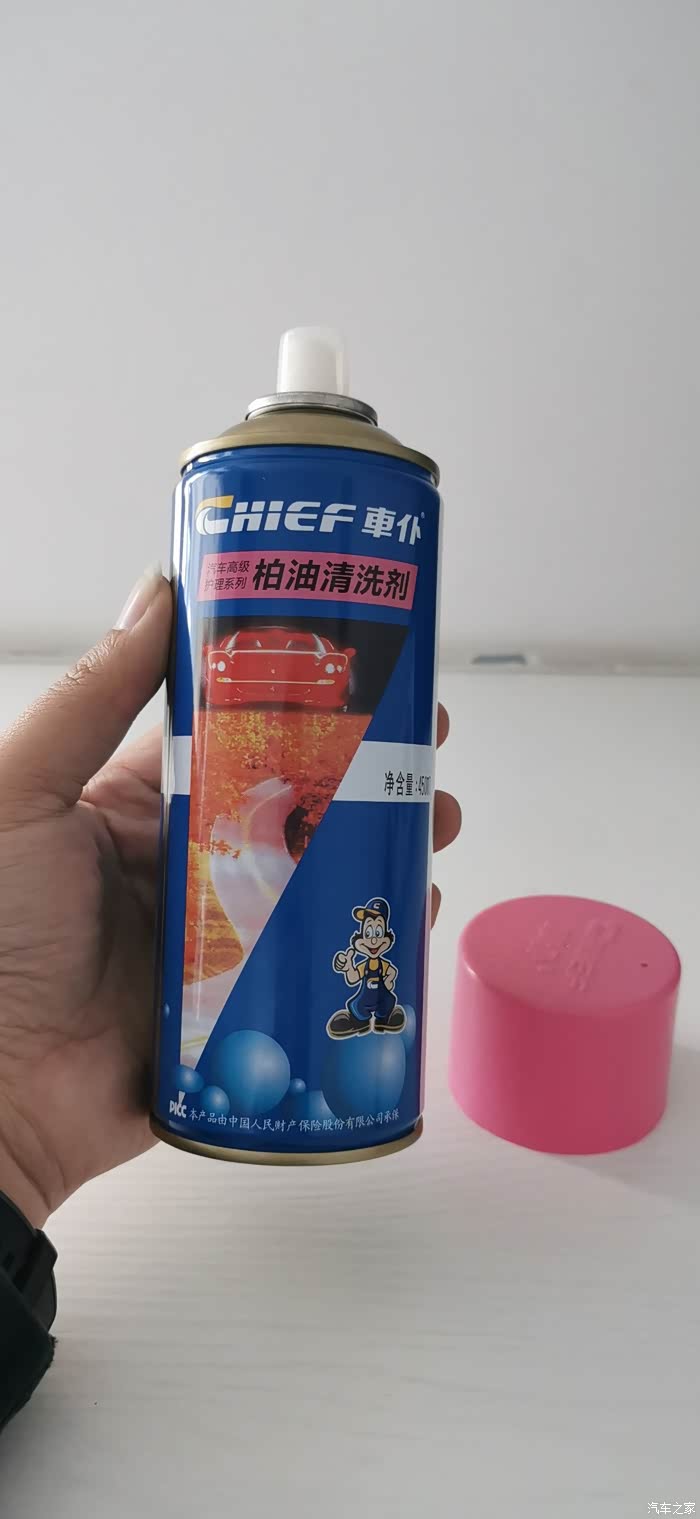 CHIEF 車仆®
汽车高级
护理系列
柏油清洗剂
净含量:450
PICC 本产品由中国人民财产保险股份有限公司承保
汽车之家